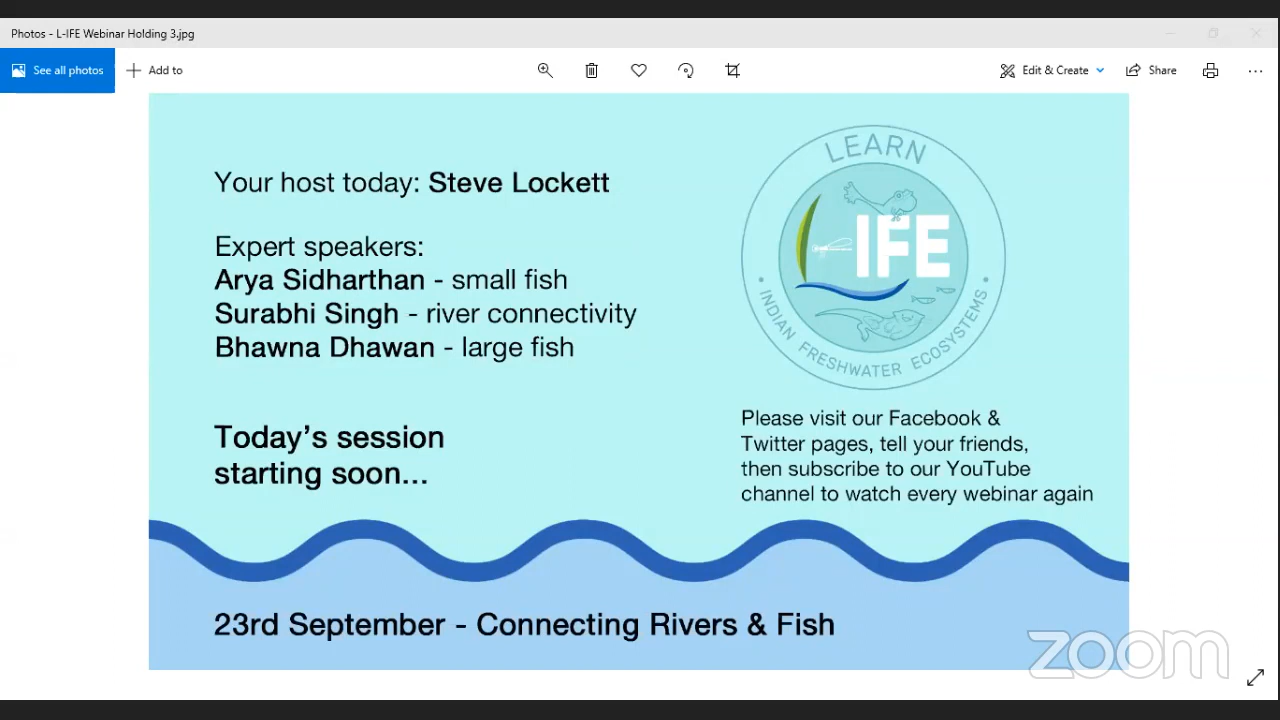 Photos - L-IFE Webinar Holding 3.jpg
See all photos
Add to
Edit & Create
Share
Your host today: Steve Lockett
Expert speakers:
Arya Sidharthan - small fish
Surabhi Singh - river connectivity
Bhawna Dhawan - large fish
Today's session
starting soon...
LEARN
L-IFE
• INDIAN FRESHWATER ECOSYSTEMS •
Please visit our Facebook &
Twitter pages, tell your friends,
then subscribe to our YouTube
channel to watch every webinar again
23rd September - Connecting Rivers & Fish
zoom